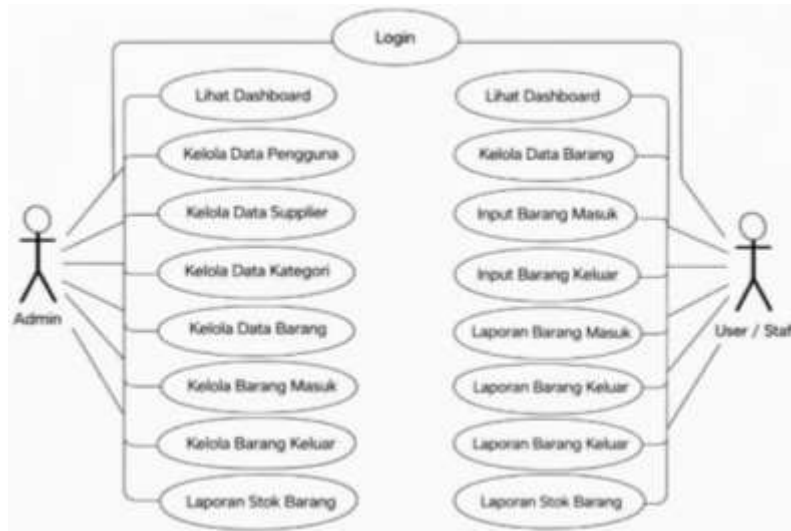 Login
Lihat Dashboard
Lihat Dashboard
Kelola Data Pengguna
Kelola Data Barang
Kelola Data Supplier
Input Barang Masuk
Kelola Data Kategori
Input Barang Keluar
Admin
Kelola Data Barang
Laporan Barang Masuk
User / Staf
Kelola Barang Masuk
Laporan Barang Keluar
Kelola Barang Keluar
Laporan Barang Keluar
Laporan Stok Barang
Laporan Stok Barang